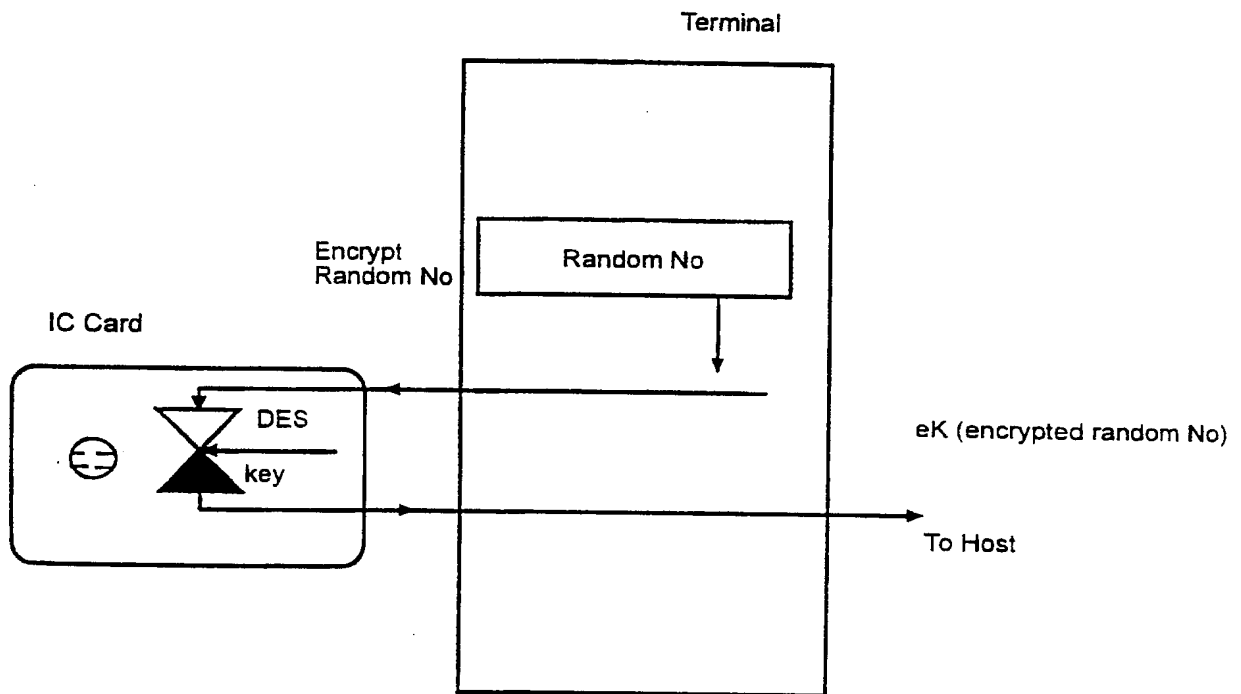 Terminal
Encrypt
Random No
Random No
IC Card
DES
key
eK (encrypted random No)
To Host